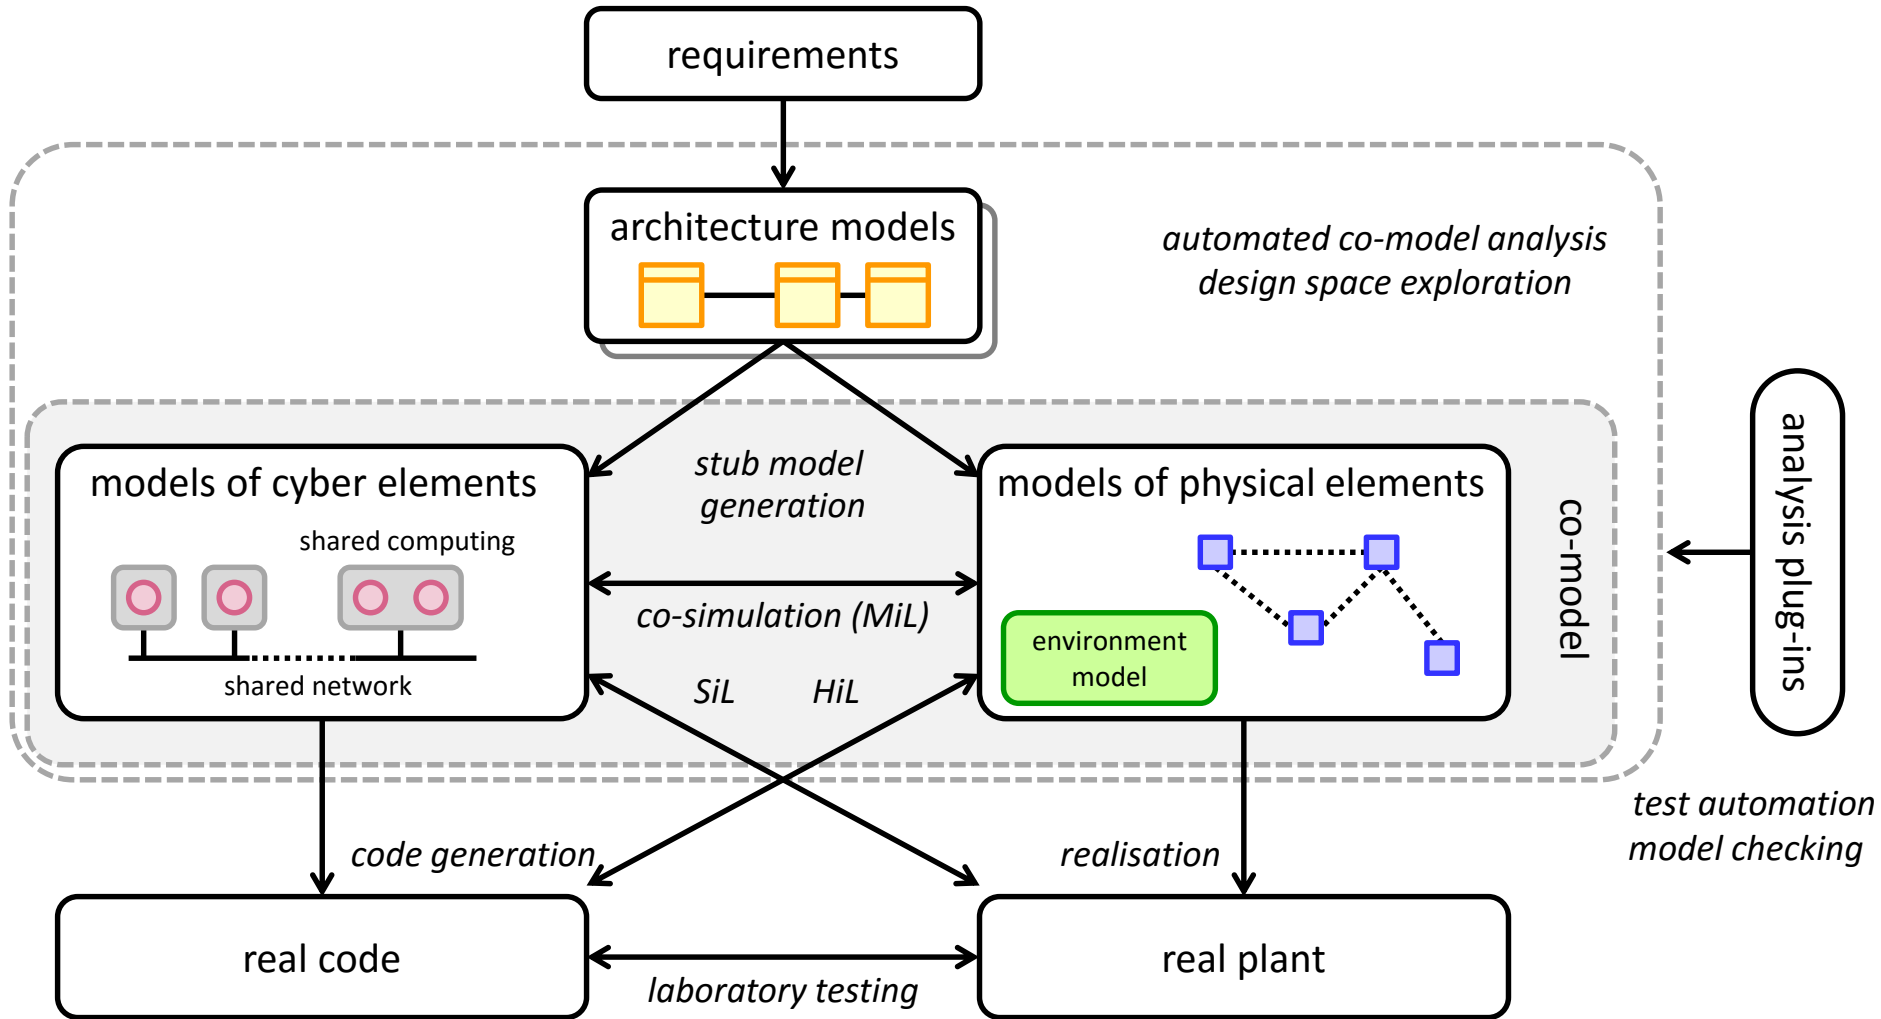 requirements
architecture models
automated co-model analysis
design space exploration
models of cyber elements
shared computing
shared network
stub model
generation
co-simulation (MiL)
SiL
HiL
models of physical elements
environment
model
co-model
analysis plug-ins
test automation
model checking
code generation
realisation
real code
laboratory testing
real plant